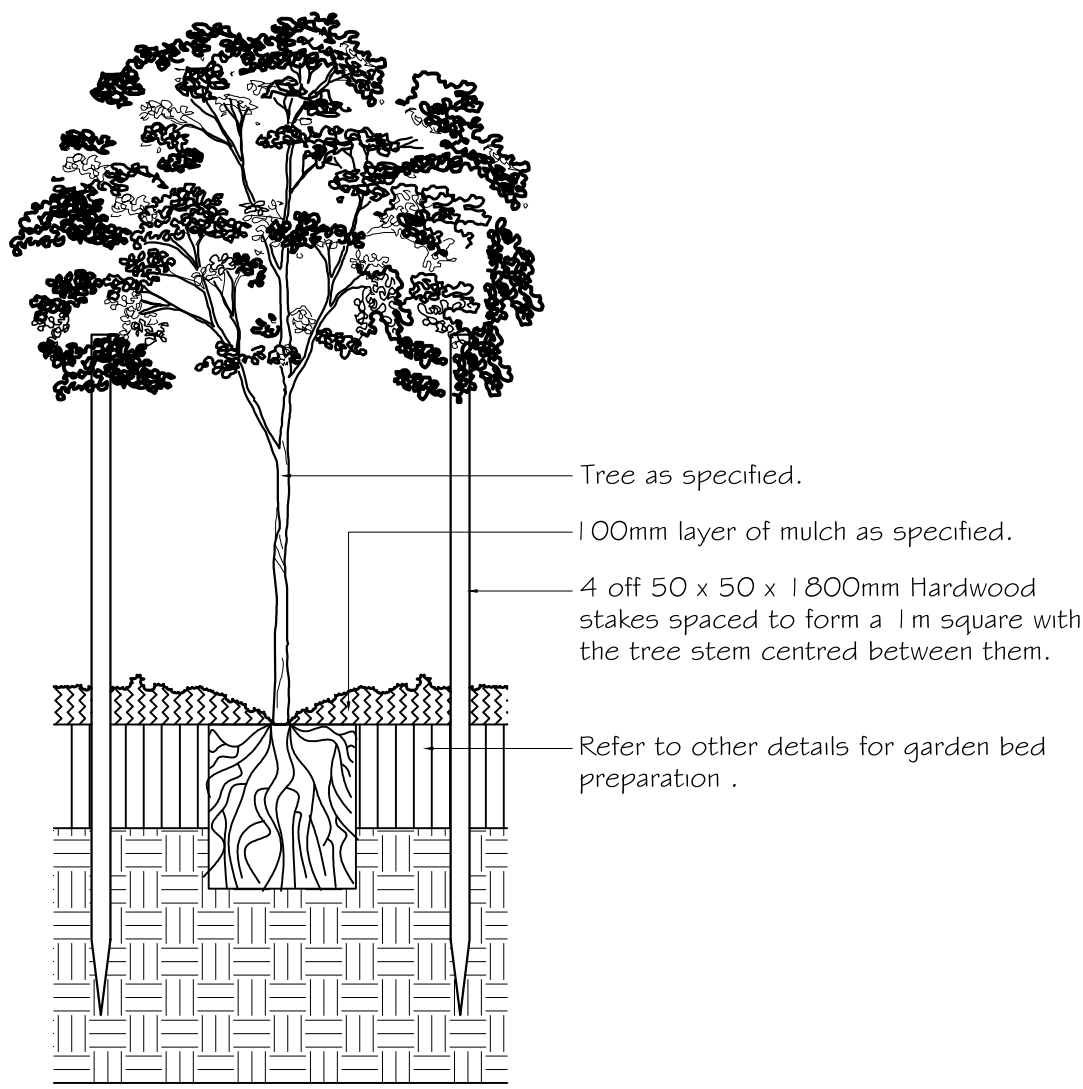 Tree as specified.
100mm layer of mulch as specified.
4 off 50 x 50 x 1800mm Hardwood
stakes spaced to form a 1m square with
the tree stem centred between them.
Refer to other details for garden bed
preparation .